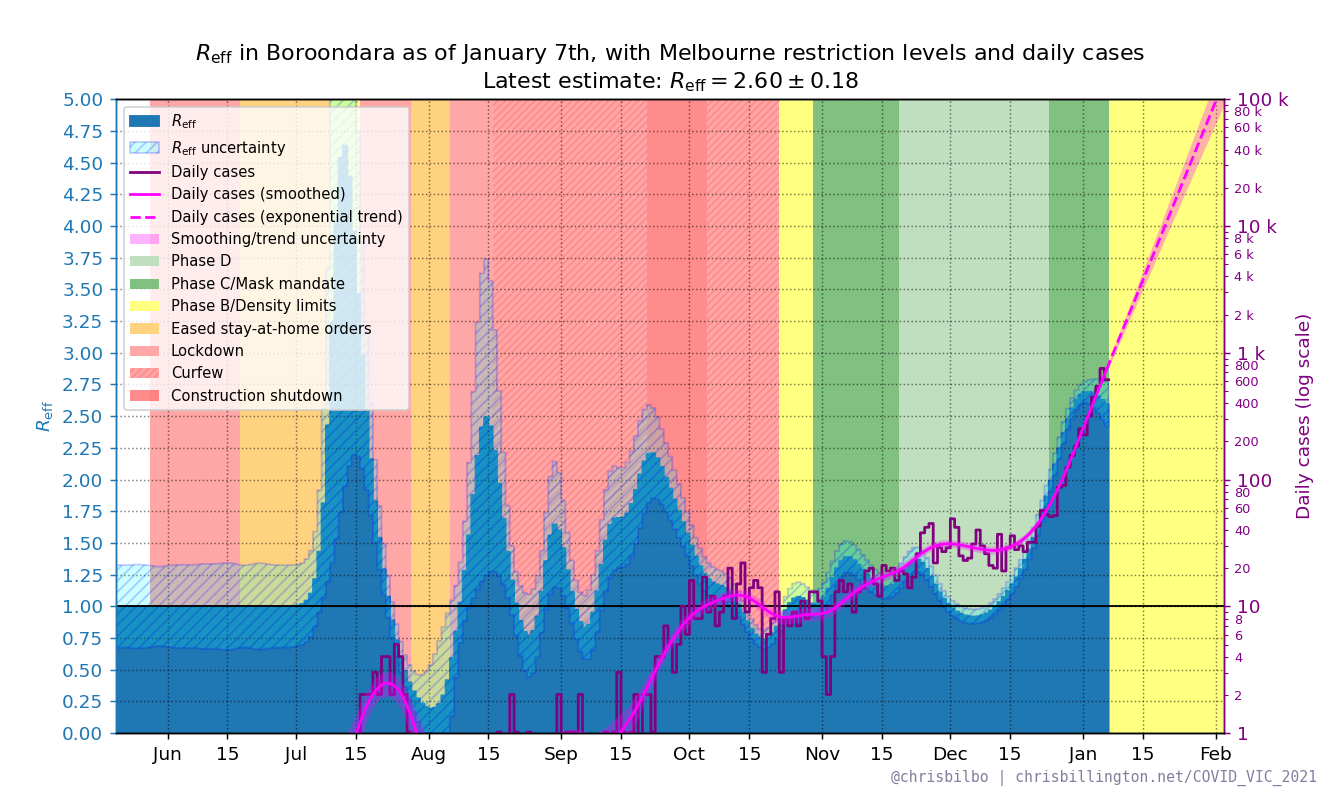 Reff in Boroondara as of January 7th, with Melbourne restriction levels and daily cases
Latest estimate: Reff = 2.60 ± 0.18
5.00
4.75
4.50
4.25
4.00
3.75
3.50
3.25
3.00
2.75
2.50
2.25
2.00
1.75
1.50
1.25
1.00
0.75
0.50
0.25
0.00
Reff
Reff
Reff uncertainty
Daily cases
Daily cases (smoothed)
Daily cases (exponential trend)
Smoothing/trend uncertainty
Phase D
Phase C/Mask mandate
Phase B/Density limits
Eased stay-at-home orders
Lockdown
Curfew
Construction shutdown
100 k
80 k
60 k
40 k
20 k
10 k
8 k
6 k
4 k
2 k
1 k
800
600
400
200
100
80
60
40
20
10
8
6
4
2
1
Daily cases (log scale)
Jun 15 Jul 15 Aug 15 Sep 15 Oct 15 Nov 15 Dec 15 Jan 15 Feb
@chrisbilbo | chrisbillington.net/COVID_VIC_2021